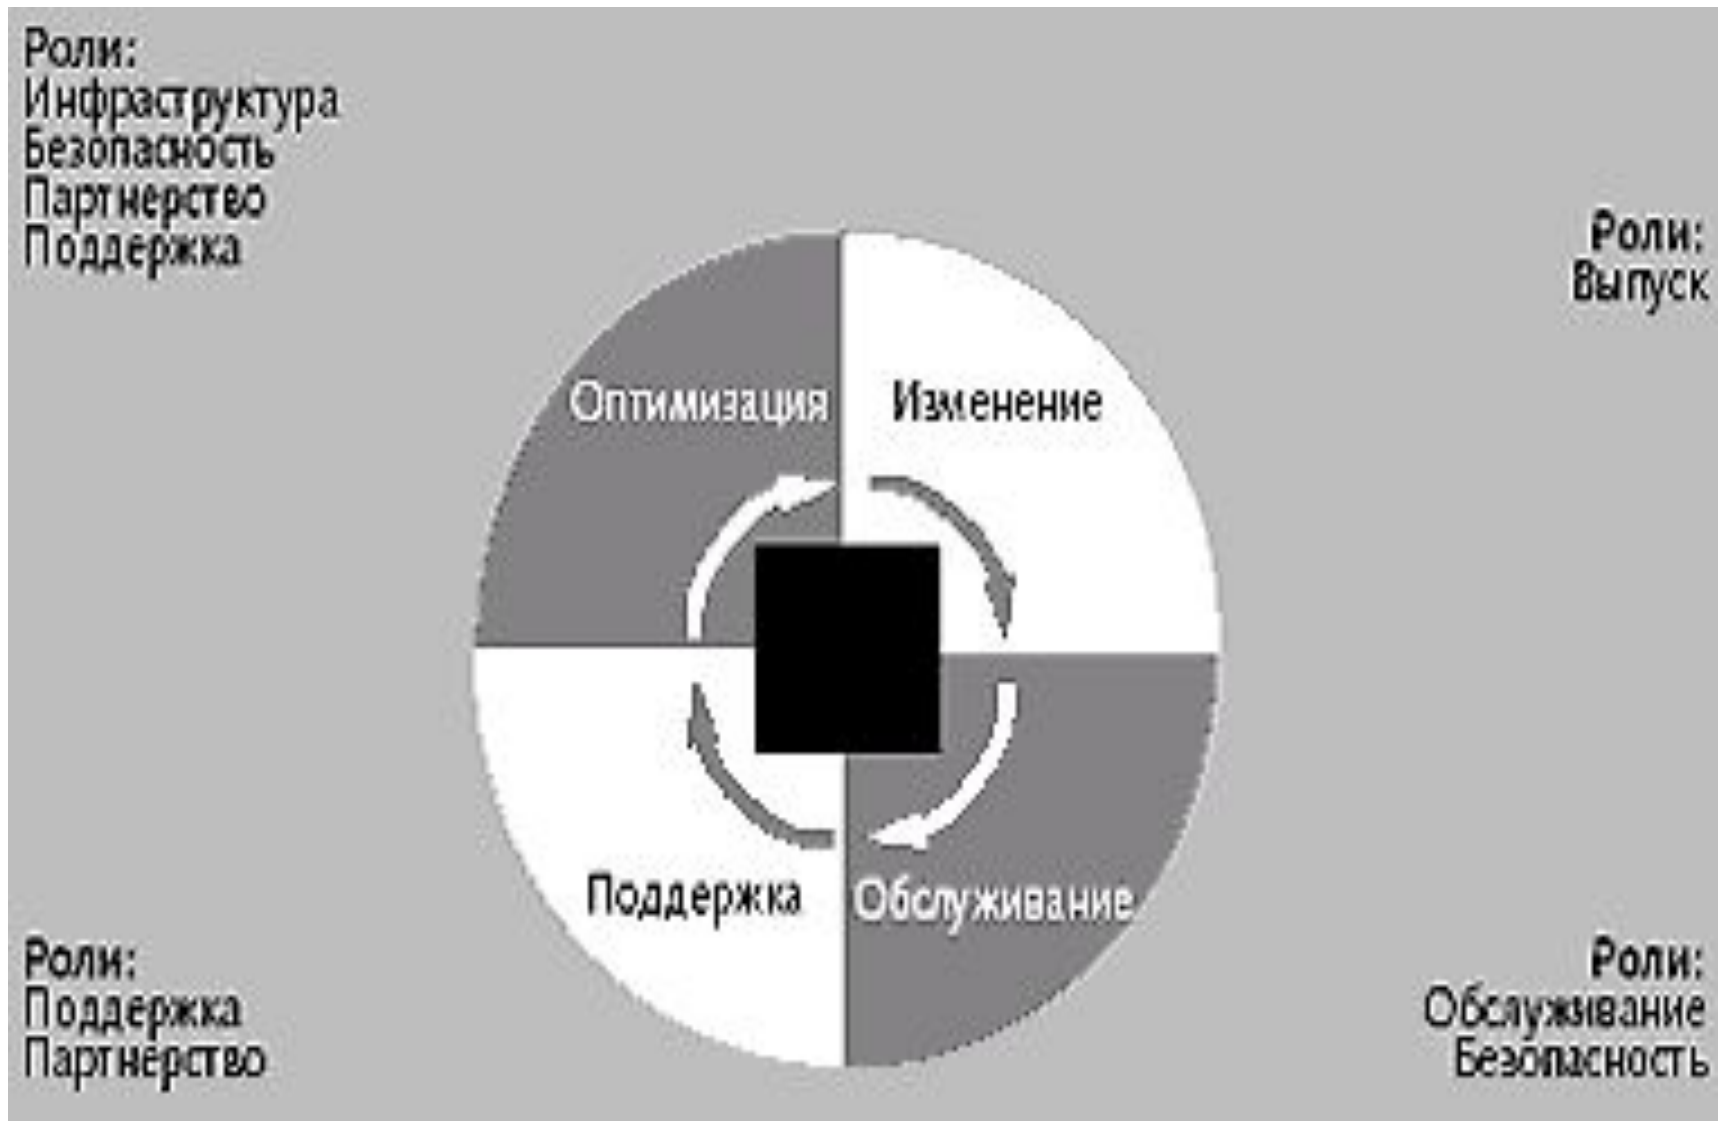 Роли:
Инфраструктура
Безопасность
Партнерство
Поддержка
Роли:
Выпуск
Оптимизация
Изменение
Поддержка
Обслуживание
Роли:
Поддержка
Партнерство
Роли:
Обслуживание
Безопасность